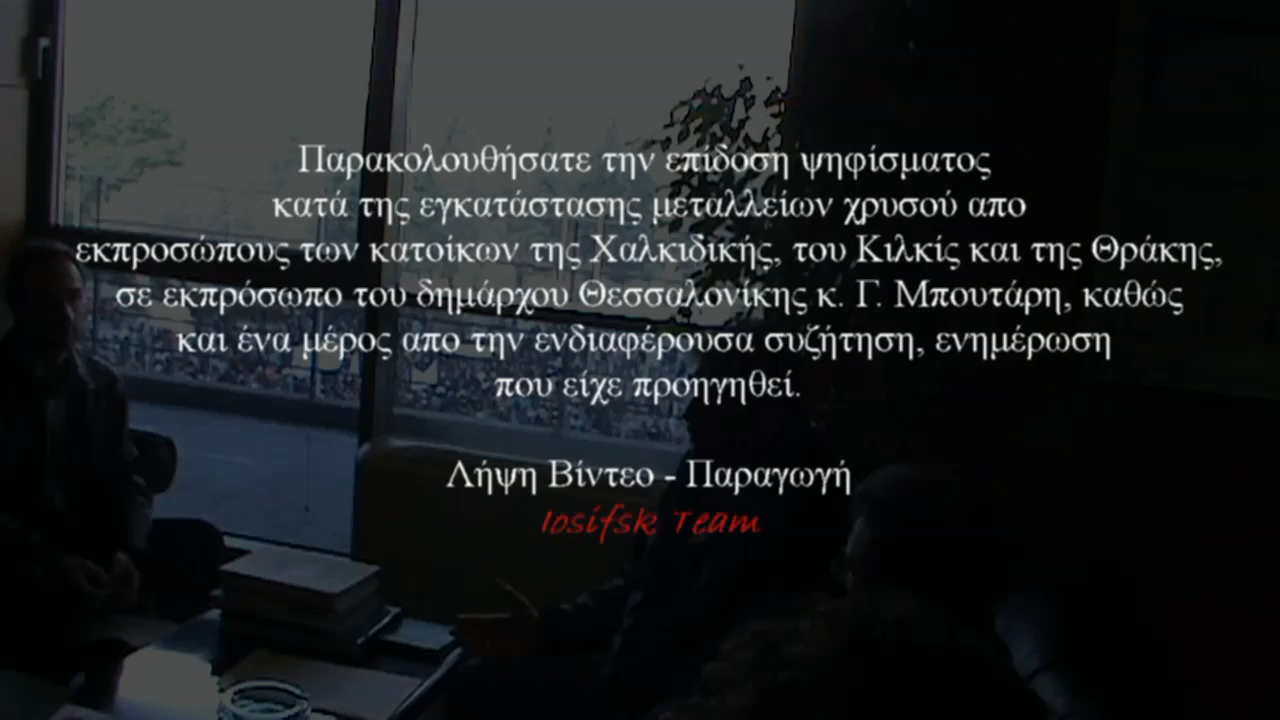 Παρακολουθήσατε την επίδοση ψηφίσματος
κατά της εγκατάστασης μεταλλείων χρυσού απο
εκπροσώπους των κατοίκων της Χαλκιδικής, του Κιλκίς και της Θράκης,
σε εκπρόσωπο του δημάρχου Θεσσαλονίκης κ. Γ. Μπουτάρη, καθώς
και ένα μέρος απο την ενδιαφέρουσα συζήτηση, ενημέρωση
που είχε προηγηθεί.
Λήψη Βίντεο - Παραγωγή
Iosifsk Team